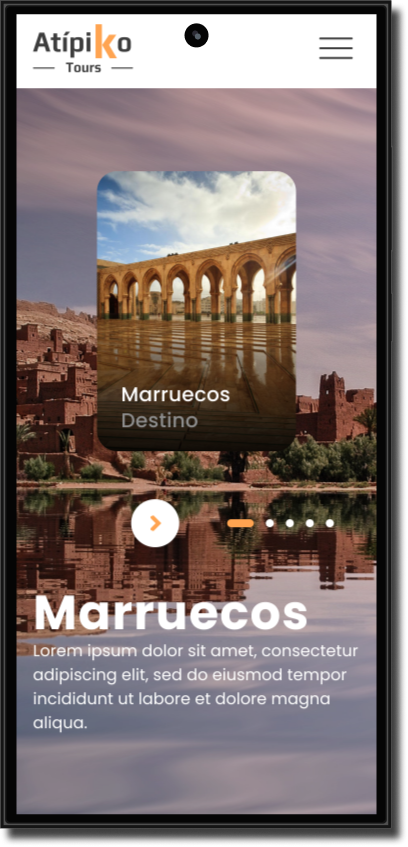 Atípiko
Tours
Marruecos
Destino
Marruecos
Lorem ipsum dolor sit amet, consectetur
adipiscing elit, sed do eiusmod tempor
incididunt ut labore et dolore magna
aliqua.